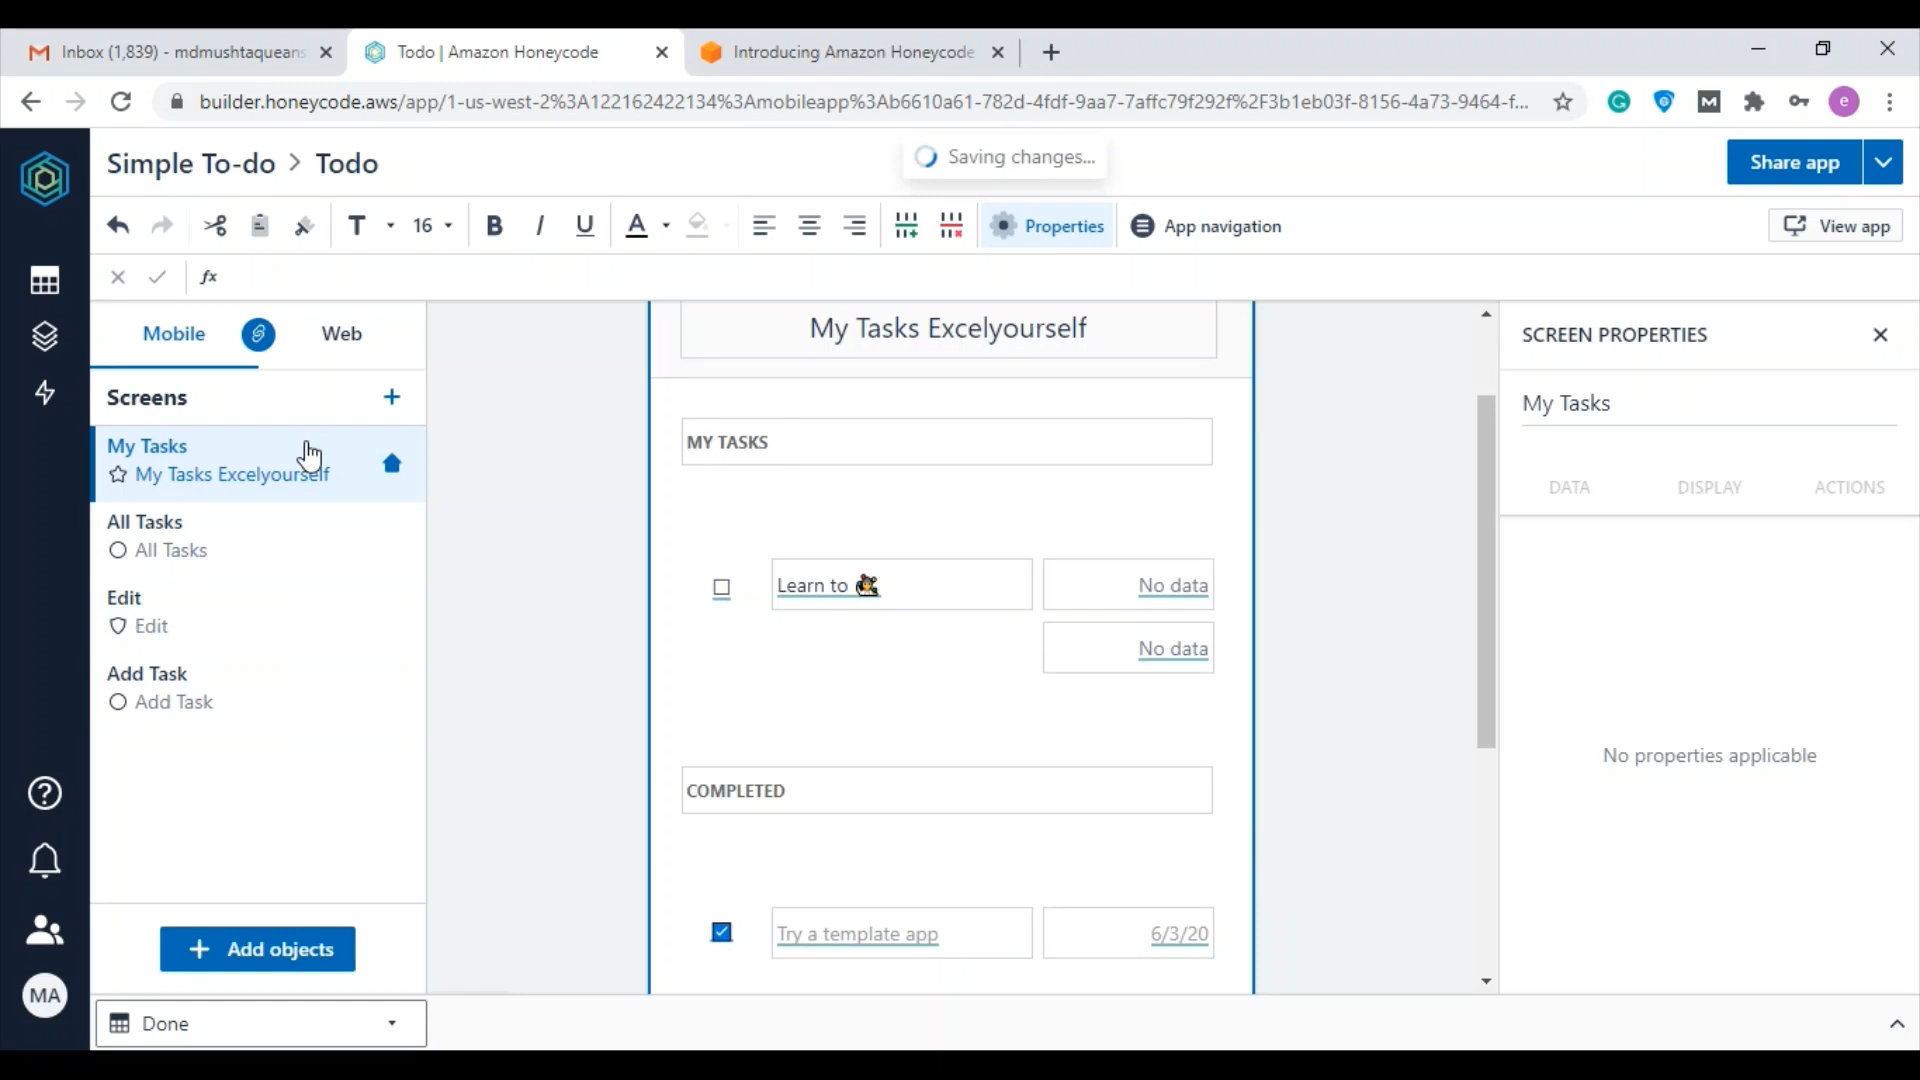 Inbox (1,839) - mdmushtaqueans
Todo | Amazon Honeycode
Introducing Amazon Honeycode
builder.honeycode.aws/app/1-us-west-2%3A122162422134%3Amobileapp%3Ab6610a61-782d-4fdf-9aa7-7affc79f292f%2F3b1eb03f-8156-4a73-9464-f...
G
M
e
Simple To-do > Todo
Saving changes...
Share app
T
16
B
I
U
A
Properties
App navigation
View app
fx
Mobile
Web
Screens
My Tasks
My Tasks Excelyourself
All Tasks
All Tasks
Edit
Edit
Add Task
Add Task
Add objects
MA
Done
My Tasks Excelyourself
MY TASKS
Learn to
No data
No data
COMPLETED
Try a template app
6/3/20
SCREEN PROPERTIES
My Tasks
DATA
DISPLAY
ACTIONS
No properties applicable